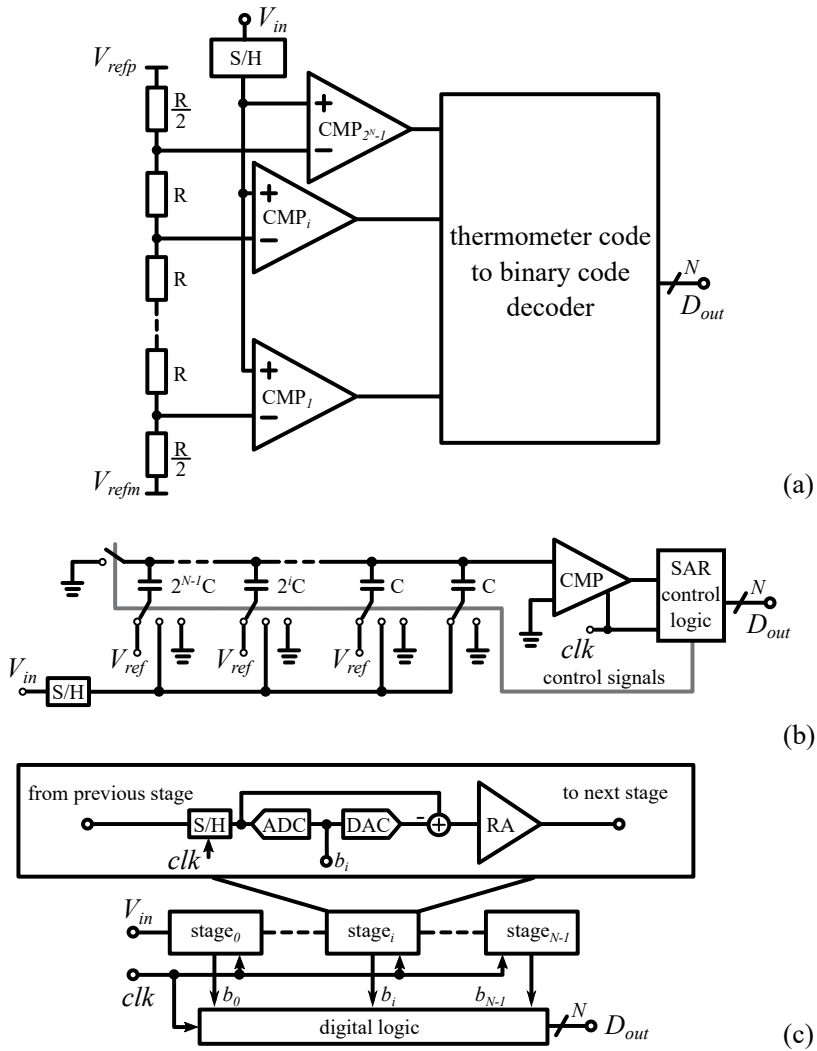 V_in
S/H
V_refp
R/2
+
CMP_2^N-1
−
R
+
CMP_i
−
R
thermometer code
to binary code
decoder
N
D_out
R
+
CMP_1
−
R/2
V_refm
(a)
2^N-1C
2^iC
C
C
CMP
SAR
control
logic
N
D_out
V_ref
V_ref
V_ref
clk
V_in
S/H
control signals
(b)
from previous stage
to next stage
S/H
ADC
DAC
-
+
RA
clk
b_i
V_in
stage_0
stage_i
stage_N-1
clk
b_0
b_i
b_N-1
digital logic
N
D_out
(c)